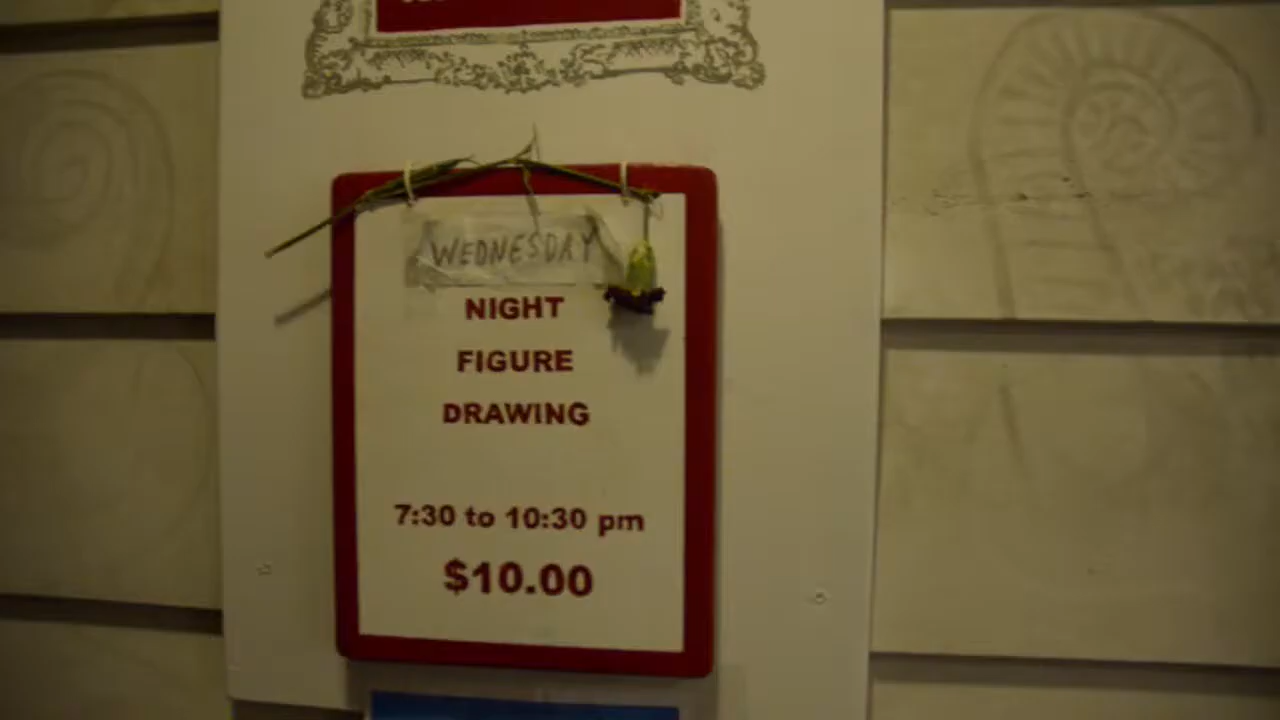 WEDNESDAY
NIGHT
FIGURE
DRAWING
7:30 to 10:30 pm
$10.00